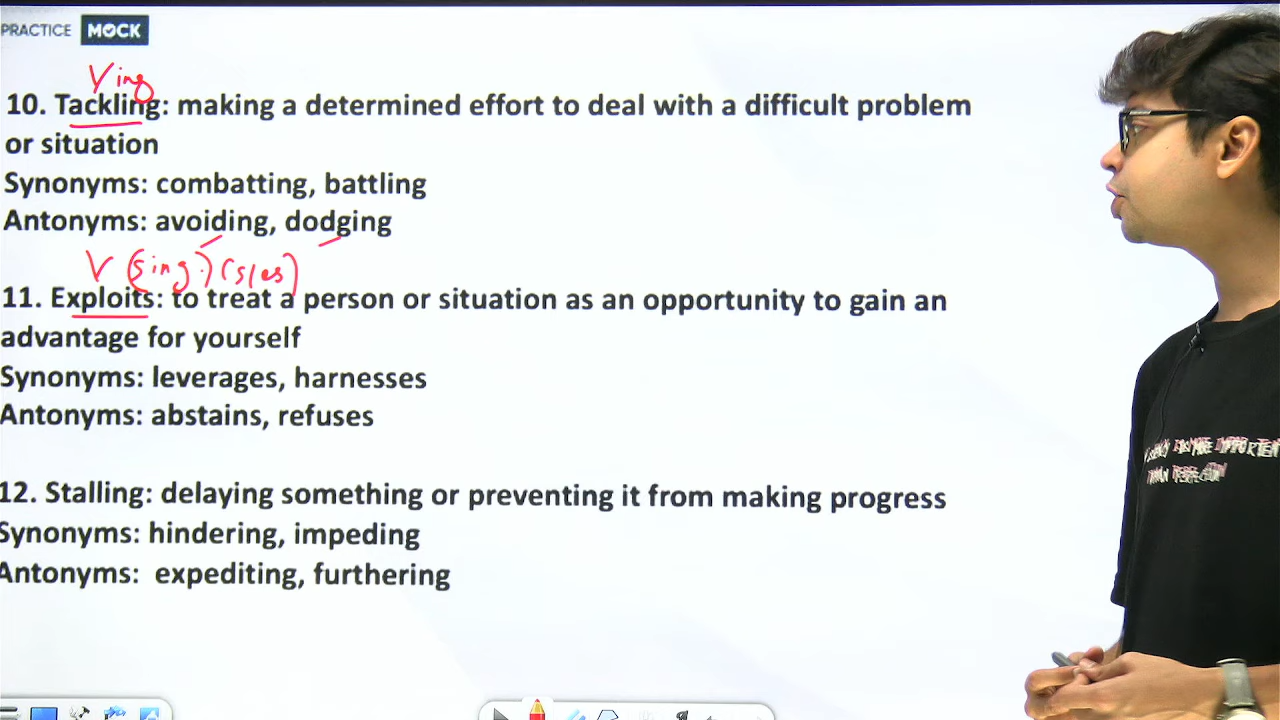 PRACTICE MOCK
Ving
10. Tackling: making a determined effort to deal with a difficult problem
or situation
Synonyms: combatting, battling
Antonyms: avoiding, dodging
V (sing.) (s/es)
11. Exploits: to treat a person or situation as an opportunity to gain an
advantage for yourself
Synonyms: leverages, harnesses
Antonyms: abstains, refuses
12. Stalling: delaying something or preventing it from making progress
Synonyms: hindering, impeding
Antonyms: expediting, furthering
THAN PERFECTION